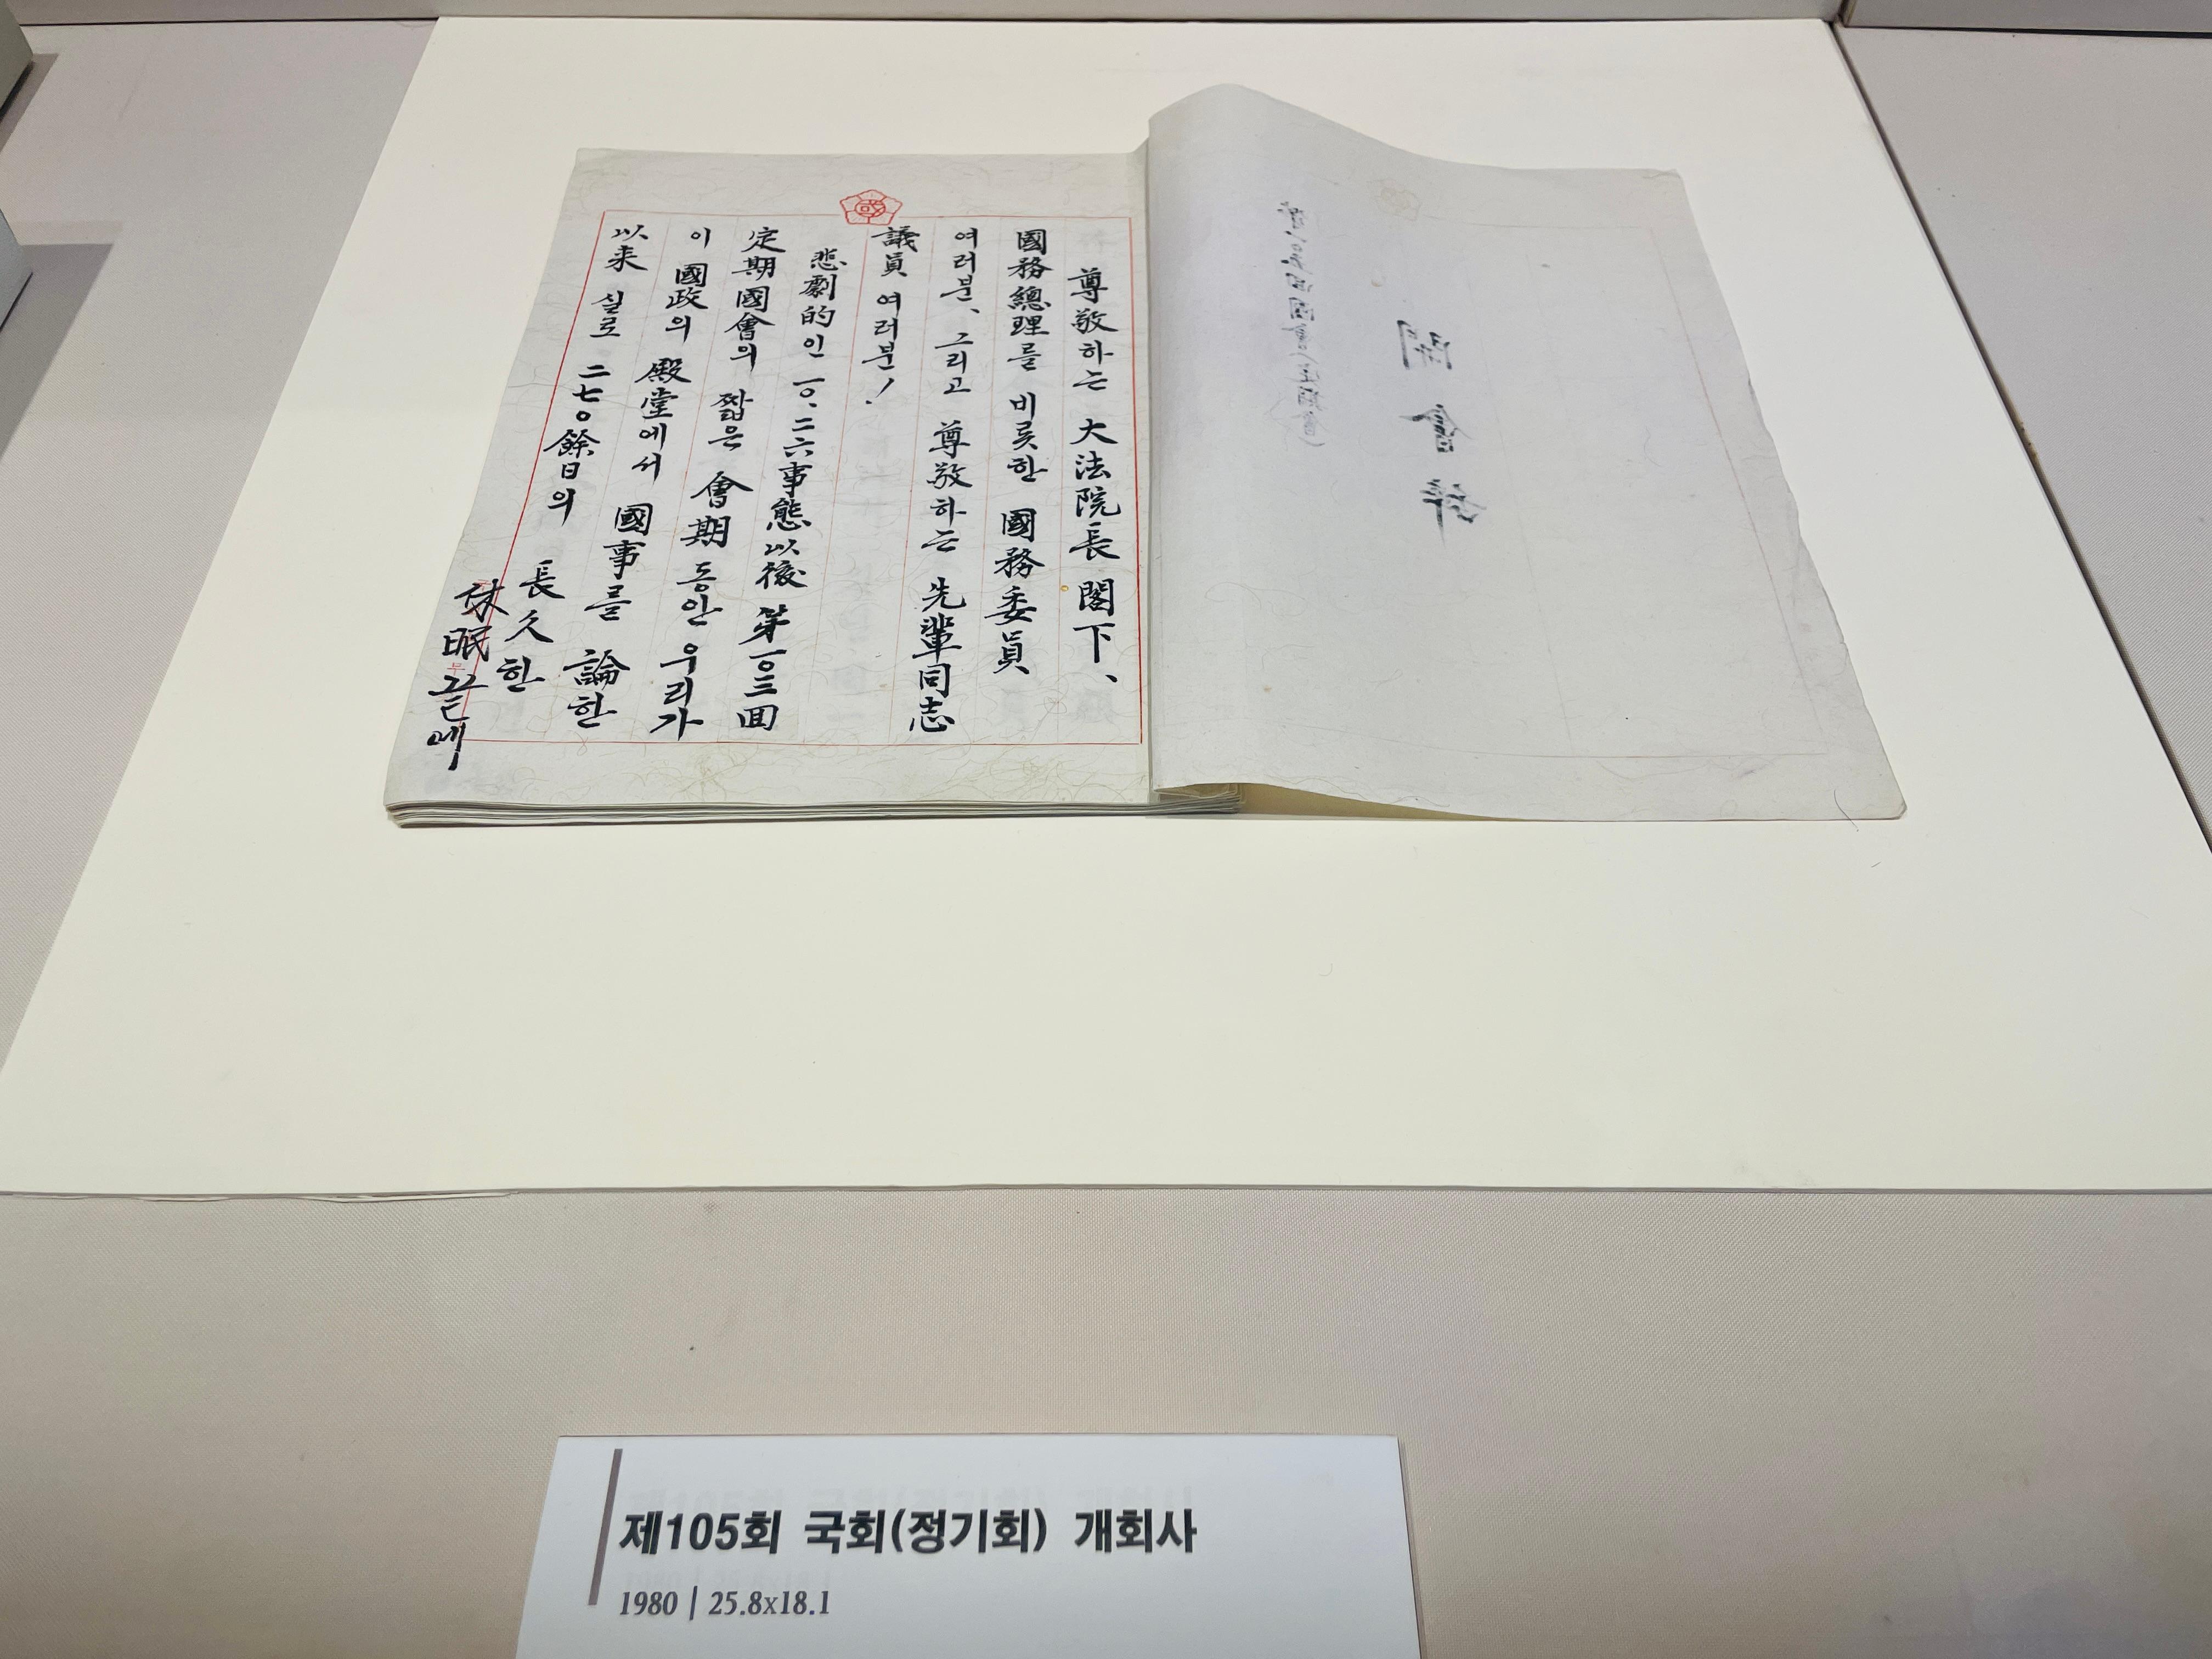 開會辞
尊敬하는 大法院長 閣下、
國務總理를 비롯한 國務委員
여러분、그리고 尊敬하는 先輩同志
議員 여러분!
悲劇的인 一〇、二六事態以後 第一〇三回
定期國會의 짧은 會期동안 우리가
이 國政의 殿堂에서 國事를 論한
以来 실로 二七〇餘日의 長久한
休眠끝에
제105회 국회(정기회) 개회사
1980 | 25.8x18.1